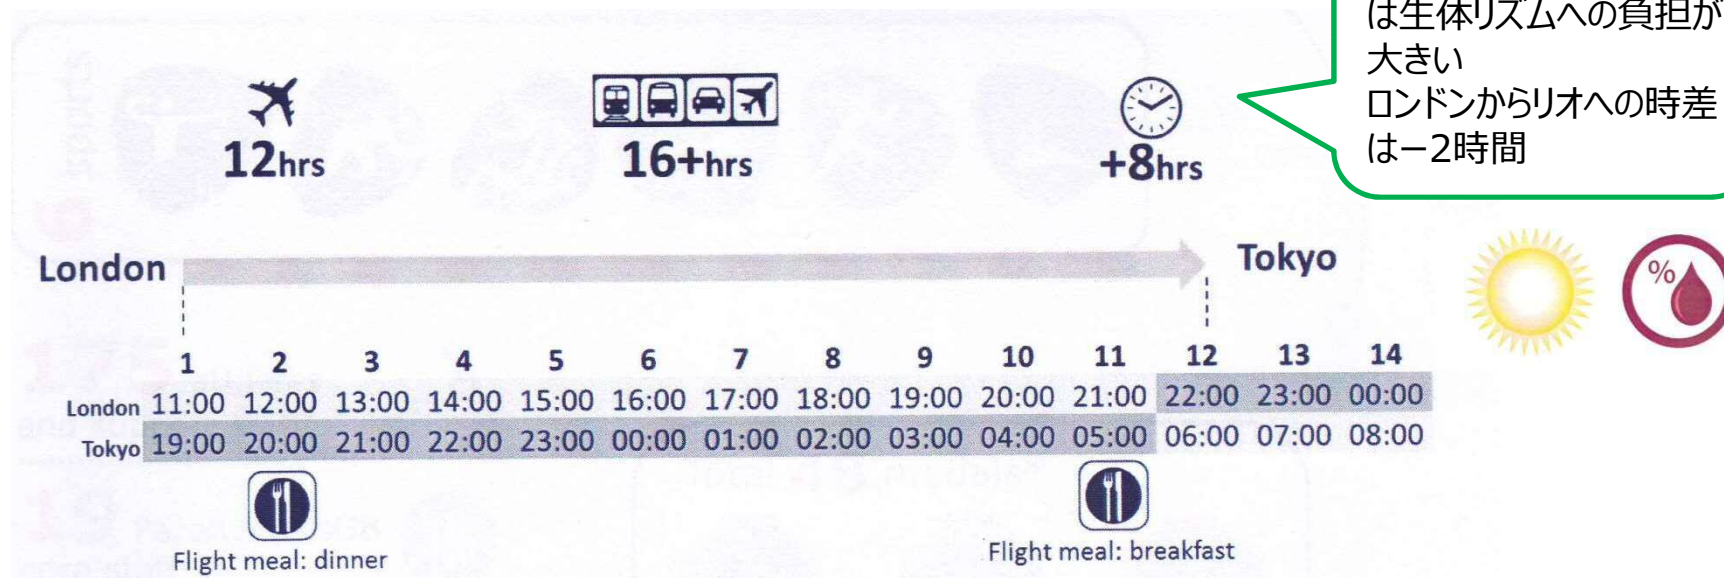 は生体リズムへの負担が
大きい
ロンドンからリオへの時差
は−2時間
12hrs
16+hrs
+8hrs
London
Tokyo
%
1 2 3 4 5 6 7 8 9 10 11 12 13 14
London 11:00 12:00 13:00 14:00 15:00 16:00 17:00 18:00 19:00 20:00 21:00 22:00 23:00 00:00
Tokyo 19:00 20:00 21:00 22:00 23:00 00:00 01:00 02:00 03:00 04:00 05:00 06:00 07:00 08:00
Flight meal: dinner
Flight meal: breakfast